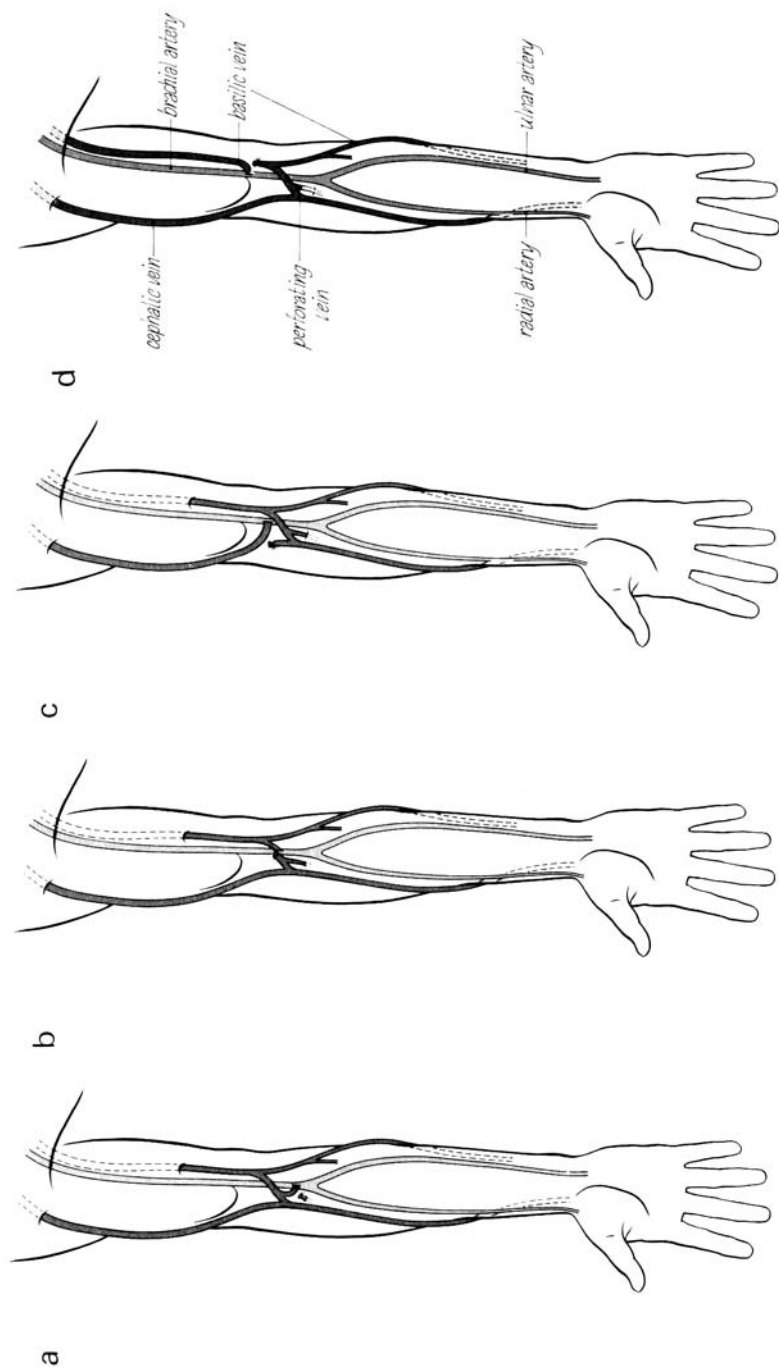 a
b
c
d
cephalic vein
brachial artery
basilic vein
perforating
vein
radial artery
ulnar artery